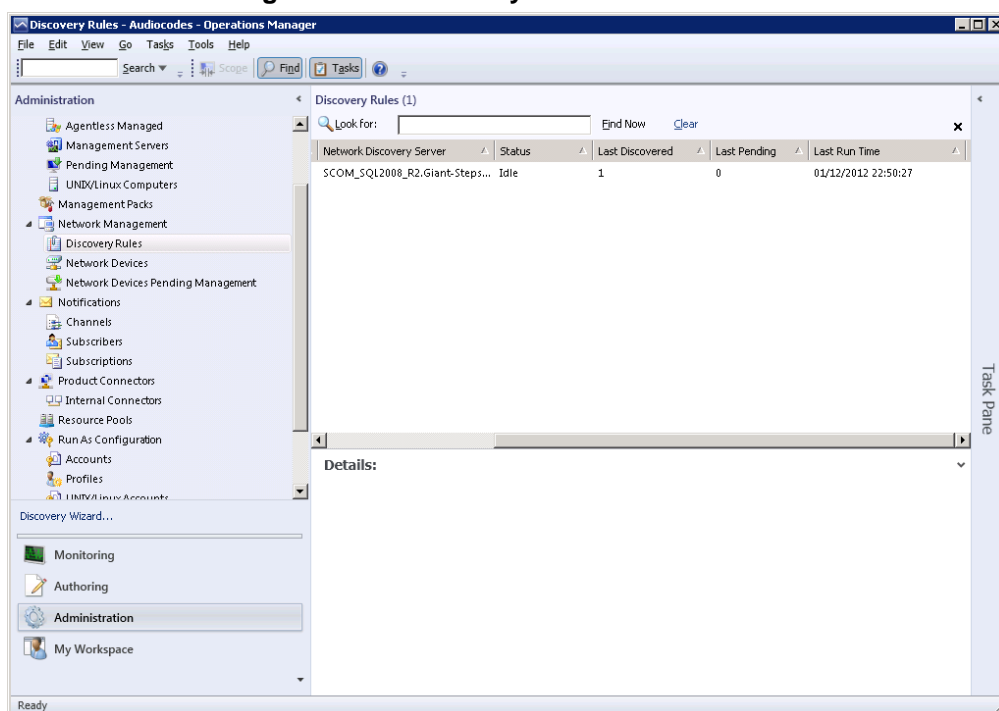 Discovery Rules - Audiocodes - Operations Manager
File Edit View Go Tasks Tools Help
Search Scope Find Tasks
Administration
Agentless Managed
Management Servers
Pending Management
UNIX/Linux Computers
Management Packs
Network Management
Discovery Rules
Network Devices
Network Devices Pending Management
Notifications
Channels
Subscribers
Subscriptions
Product Connectors
Internal Connectors
Resource Pools
Run As Configuration
Accounts
Profiles
UNIX/Linux Accounts
Discovery Wizard...
Monitoring
Authoring
Administration
My Workspace
Discovery Rules (1)
Look for: Find Now Clear
Network Discovery Server Status Last Discovered Last Pending Last Run Time
SCOM_SQL2008_R2.Giant-Steps... Idle 1 0 01/12/2012 22:50:27
Details:
Task Pane
Ready